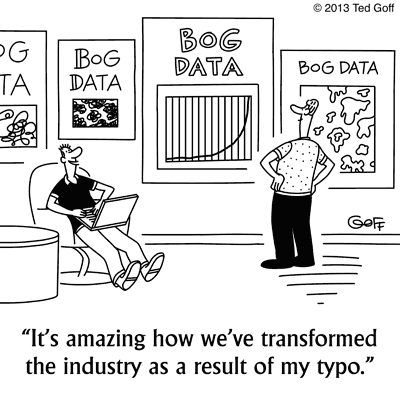 © 2013 Ted Goff
OG
TA
BOG
DATA
BOG
DATA
BOG DATA
GOFF
“It’s amazing how we’ve transformed
the industry as a result of my typo.”